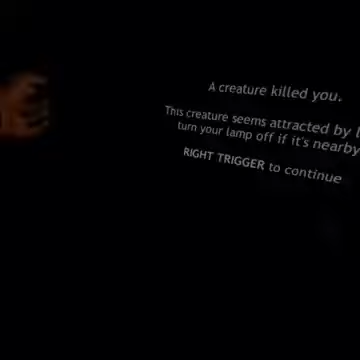 A creature killed you.
This creature seems attracted by
turn your lamp off if it's nearby
RIGHT TRIGGER to continue